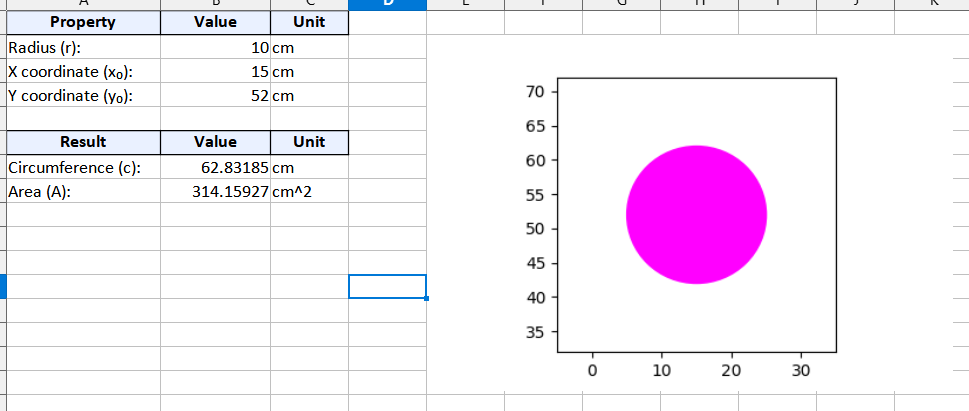 A B C D E F G H I J K
Property Value Unit
Radius (r): 10 cm
X coordinate (x₀): 15 cm
Y coordinate (y₀): 52 cm
Result Value Unit
Circumference (c): 62.83185 cm
Area (A): 314.15927 cm^2
70
65
60
55
50
45
40
35
0 10 20 30